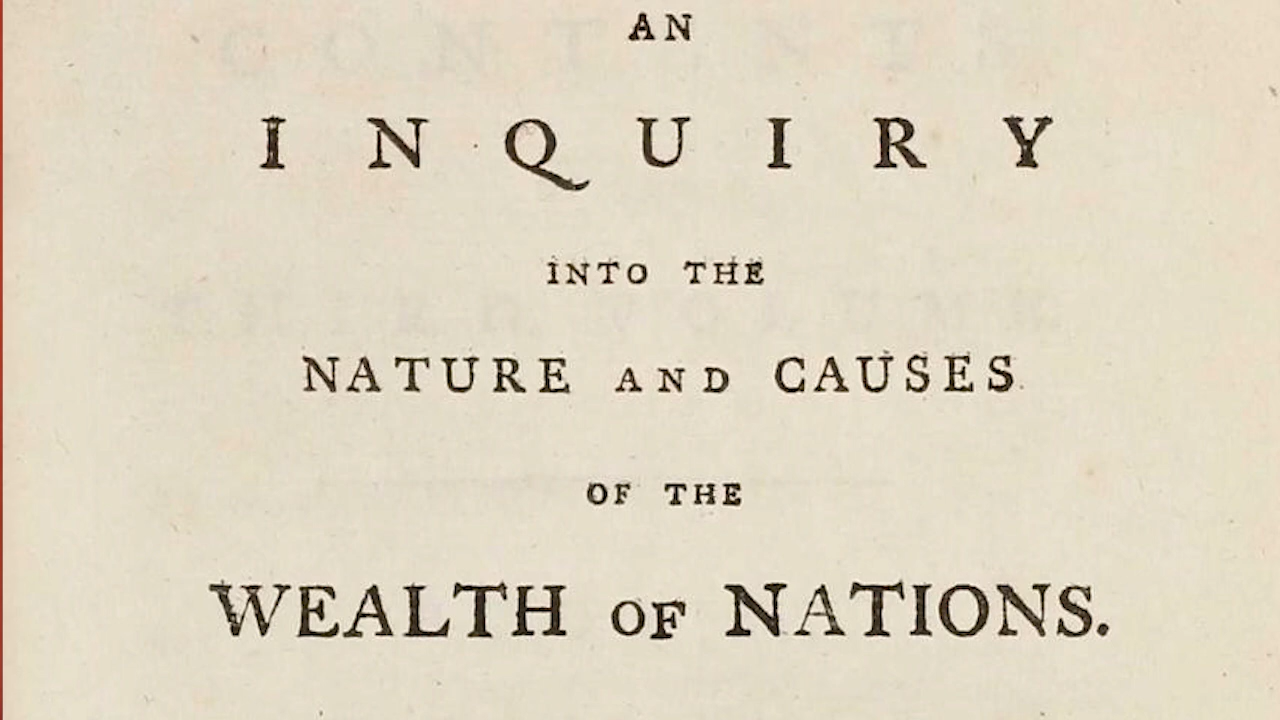 AN
INQUIRY
INTO THE
NATURE AND CAUSES
OF THE
WEALTH OF NATIONS.